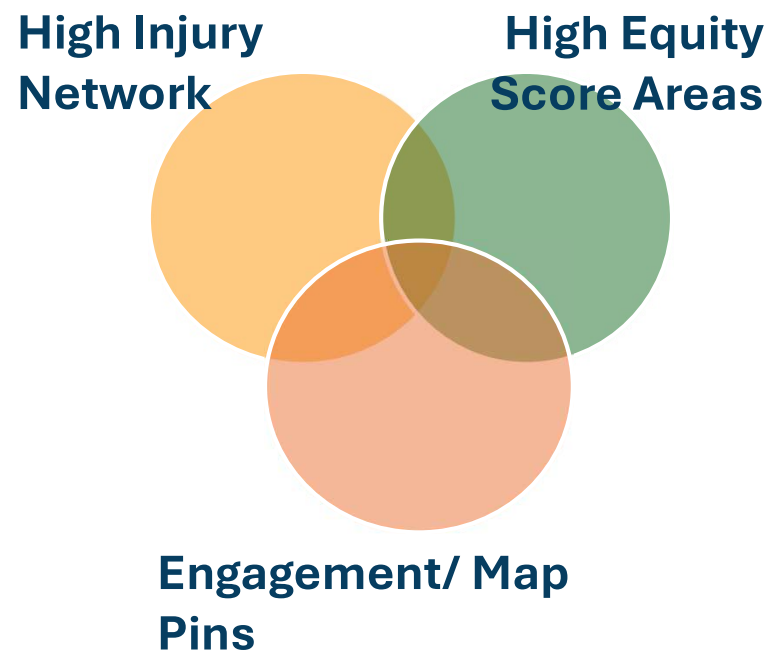 High Injury
Network
High Equity
Score Areas
Engagement/ Map
Pins